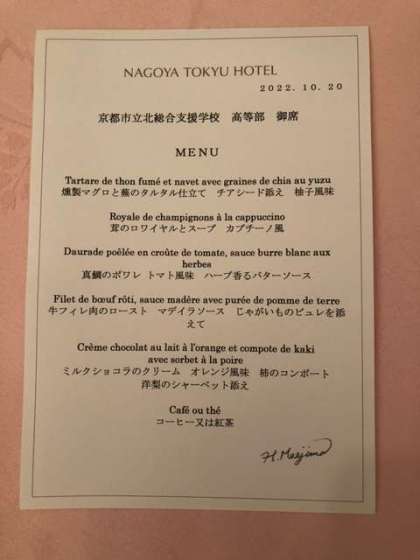 NAGOYA TOKYU HOTEL
2022. 10. 20
京都市立北総合支援学校 高等部 御席
MENU
Tartare de thon fumé et navet avec graines de chia au yuzu
燻製マグロと蕪のタルタル仕立て チアシード添え 柚子風味
Royale de champignons à la cappuccino
茸のロワイヤルとスープ カプチーノ風
Daurade poêlée en croûte de tomate, sauce burre blanc aux
herbes
真鯛のポワレ トマト風味 ハーブ香るバターソース
Filet de bœuf rôti, sauce madère avec purée de pomme de terre
牛フィレ肉のロースト マデイラソース じゃがいものピュレを添
えて
Crème chocolat au lait à l'orange et compote de kaki
avec sorbet à la poire
ミルクショコラのクリーム オレンジ風味 柿のコンポート
洋梨のシャーベット添え
Café ou thé
コーヒー又は紅茶